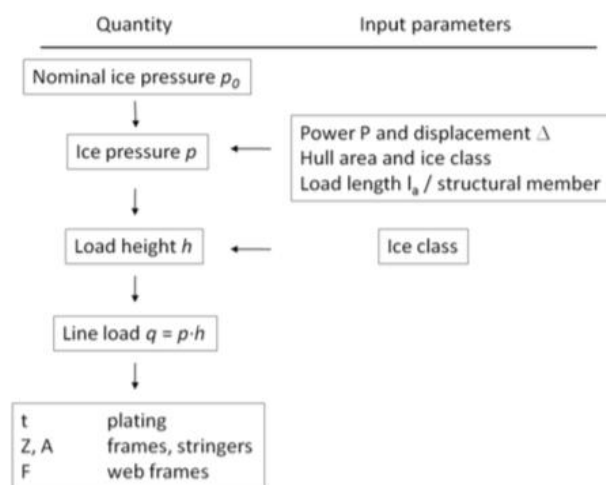 Quantity Input parameters
Nominal ice pressure p₀
Ice pressure p
Power P and displacement Δ
Hull area and ice class
Load length lₐ / structural member
Load height h
Ice class
Line load q = p·h
t plating
Z, A frames, stringers
F web frames